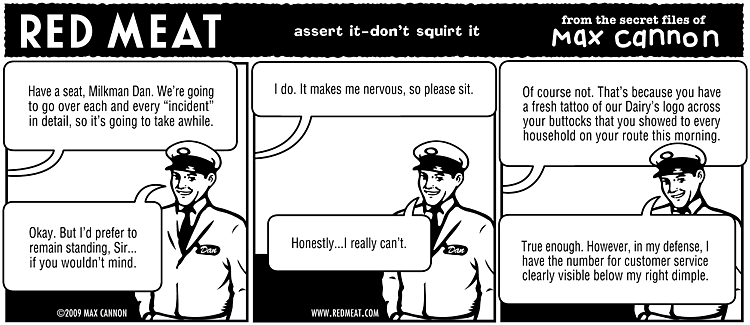 RED MEAT
assert it-don't squirt it
from the secret files of
Max Cannon
Have a seat, Milkman Dan. We're going
to go over each and every "incident"
in detail, so it's going to take awhile.
Okay. But I'd prefer to
remain standing, Sir...
if you wouldn't mind.
Dan
©2009 MAX CANNON
I do. It makes me nervous, so please sit.
Honestly...I really can't.
Dan
WWW.REDMEAT.COM
Of course not. That's because you have
a fresh tattoo of our Dairy's logo across
your buttocks that you showed to every
household on your route this morning.
True enough. However, in my defense, I
have the number for customer service
clearly visible below my right dimple.